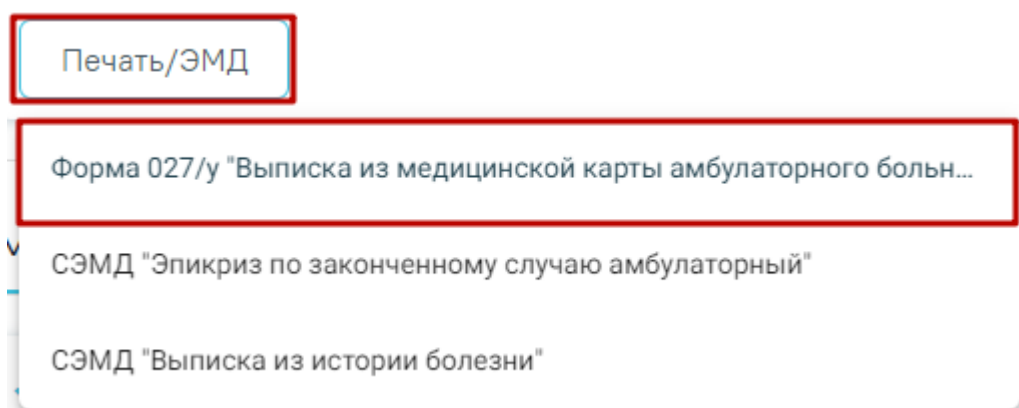 Печать/ЭМД
Форма 027/у "Выписка из медицинской карты амбулаторного больн...
СЭМД "Эпикриз по законченному случаю амбулаторный"
СЭМД "Выписка из истории болезни"